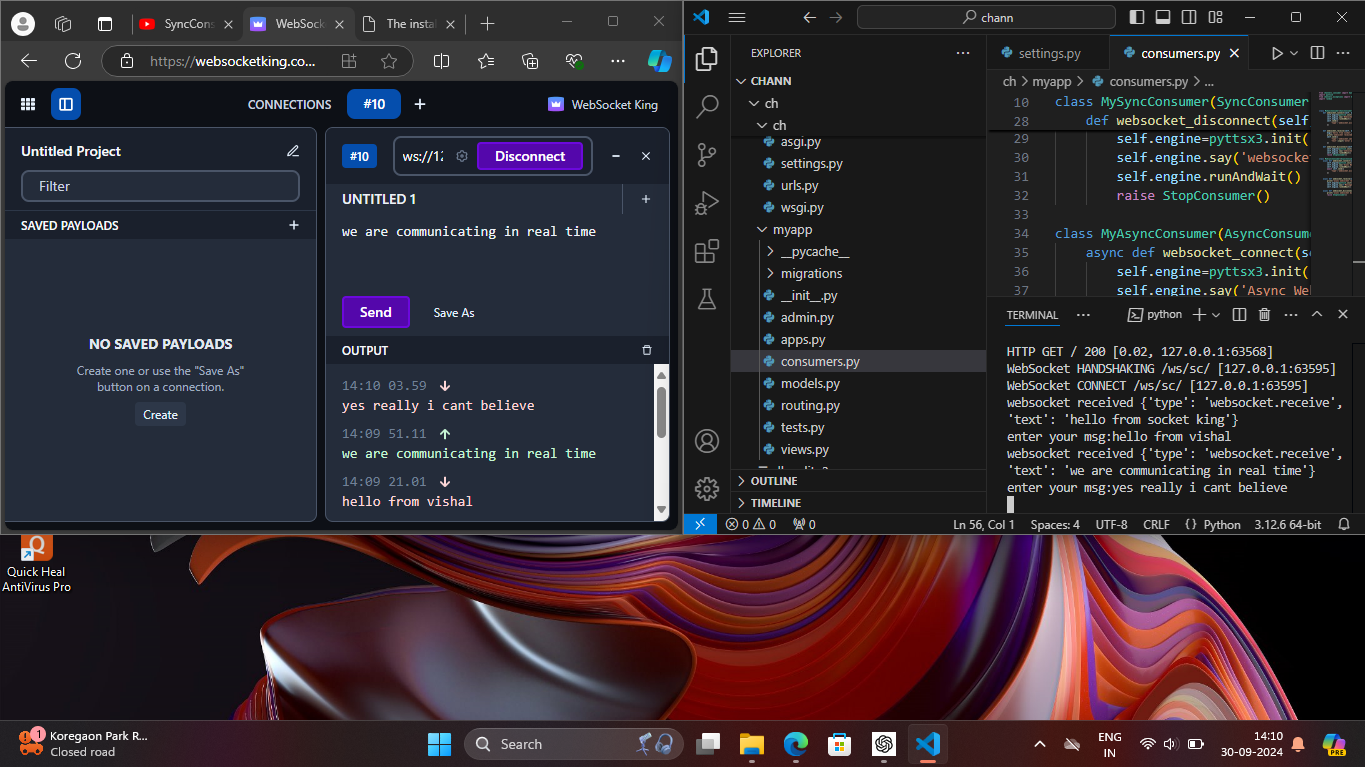 SyncCons
WebSock
The instal
https://websocketking.co...
CONNECTIONS
#10
WebSocket King
Untitled Project
Filter
SAVED PAYLOADS
NO SAVED PAYLOADS
Create one or use the "Save As"
button on a connection.
Create
#10
ws://12
Disconnect
UNTITLED 1
we are communicating in real time
Send
Save As
OUTPUT
14:10 03.59
yes really i cant believe
14:09 51.11
we are communicating in real time
14:09 21.01
hello from vishal
chann
EXPLORER
CHANN
ch
ch
asgi.py
settings.py
urls.py
wsgi.py
myapp
__pycache__
migrations
__init__.py
admin.py
apps.py
consumers.py
models.py
routing.py
tests.py
views.py
OUTLINE
TIMELINE
settings.py
consumers.py
ch > myapp > consumers.py > ...
10 class MySyncConsumer(SyncConsumer
28 def websocket_disconnect(self
29 self.engine=pyttsx3.init(
30 self.engine.say('websocket
31 self.engine.runAndWait()
32 raise StopConsumer()
33
34 class MyAsyncConsumer(AsyncConsume
35 async def websocket_connect(se
36 self.engine=pyttsx3.init(
37 self.engine.say('Async We
TERMINAL
python
HTTP GET / 200 [0.02, 127.0.0.1:63568]
WebSocket HANDSHAKING /ws/sc/ [127.0.0.1:63595]
WebSocket CONNECT /ws/sc/ [127.0.0.1:63595]
websocket received {'type': 'websocket.receive',
'text': 'hello from socket king'}
enter your msg:hello from vishal
websocket received {'type': 'websocket.receive',
'text': 'we are communicating in real time'}
enter your msg:yes really i cant believe
0 0
0
Ln 56, Col 1
Spaces: 4
UTF-8
CRLF
{} Python
3.12.6 64-bit
Quick Heal
AntiVirus Pro
1
Koregaon Park R...
Closed road
Search
ENG
IN
14:10
30-09-2024
PRE